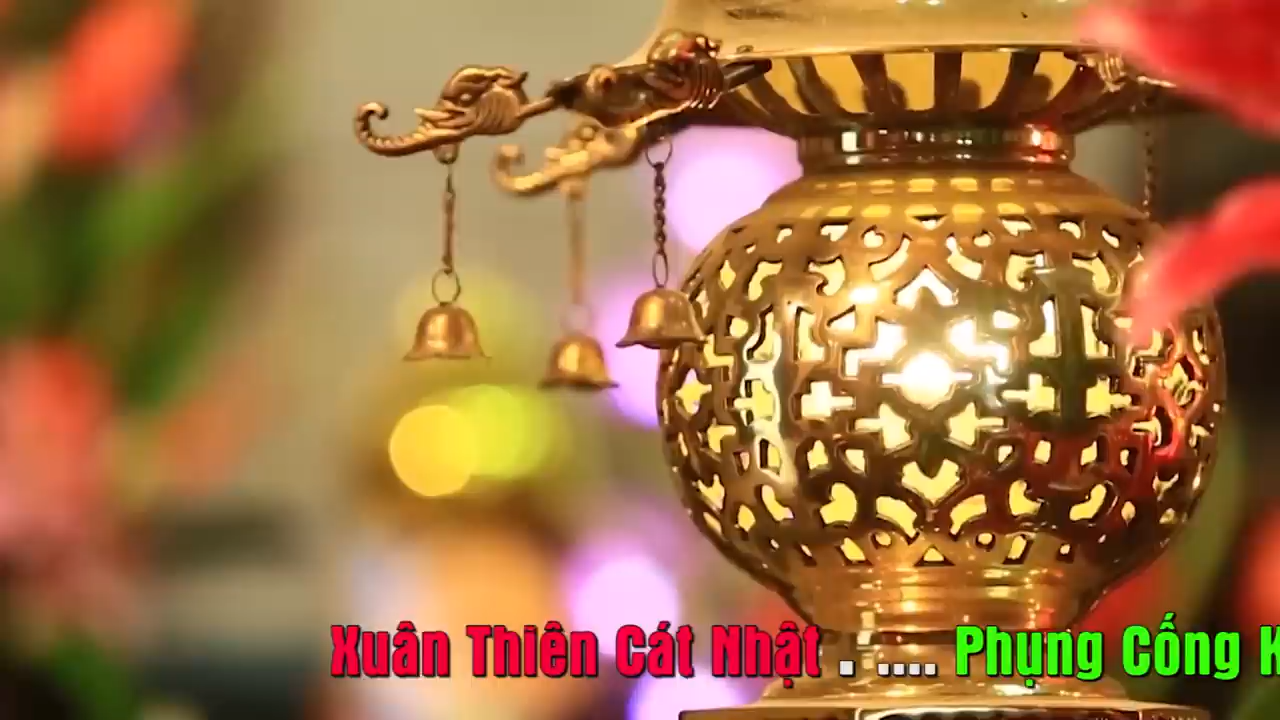 Xuân Thiên Cát Nhật . .... Phụng Cống